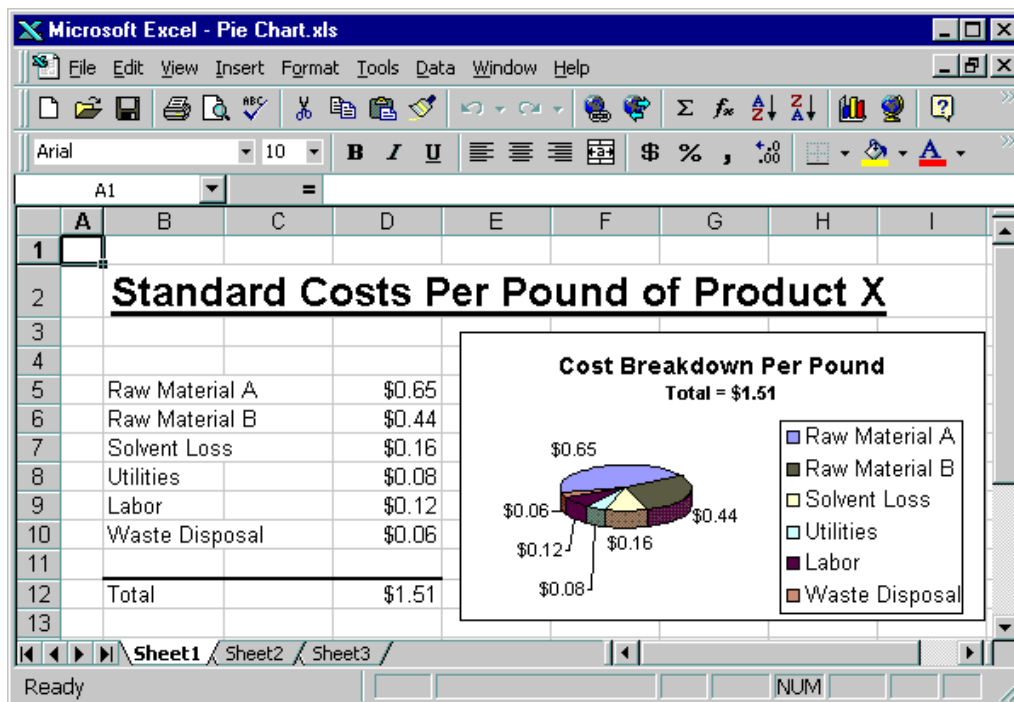 Microsoft Excel - Pie Chart.xls
File Edit View Insert Format Tools Data Window Help
Arial 10 B I U $ % , .00
A1 =
A B C D E F G H I
1
2 Standard Costs Per Pound of Product X
3
4
5 Raw Material A $0.65
6 Raw Material B $0.44
7 Solvent Loss $0.16
8 Utilities $0.08
9 Labor $0.12
10 Waste Disposal $0.06
11
12 Total $1.51
13
Cost Breakdown Per Pound
Total = $1.51
$0.65
$0.44
$0.16
$0.08
$0.12
$0.06
Raw Material A
Raw Material B
Solvent Loss
Utilities
Labor
Waste Disposal
Sheet1 Sheet2 Sheet3
Ready NUM